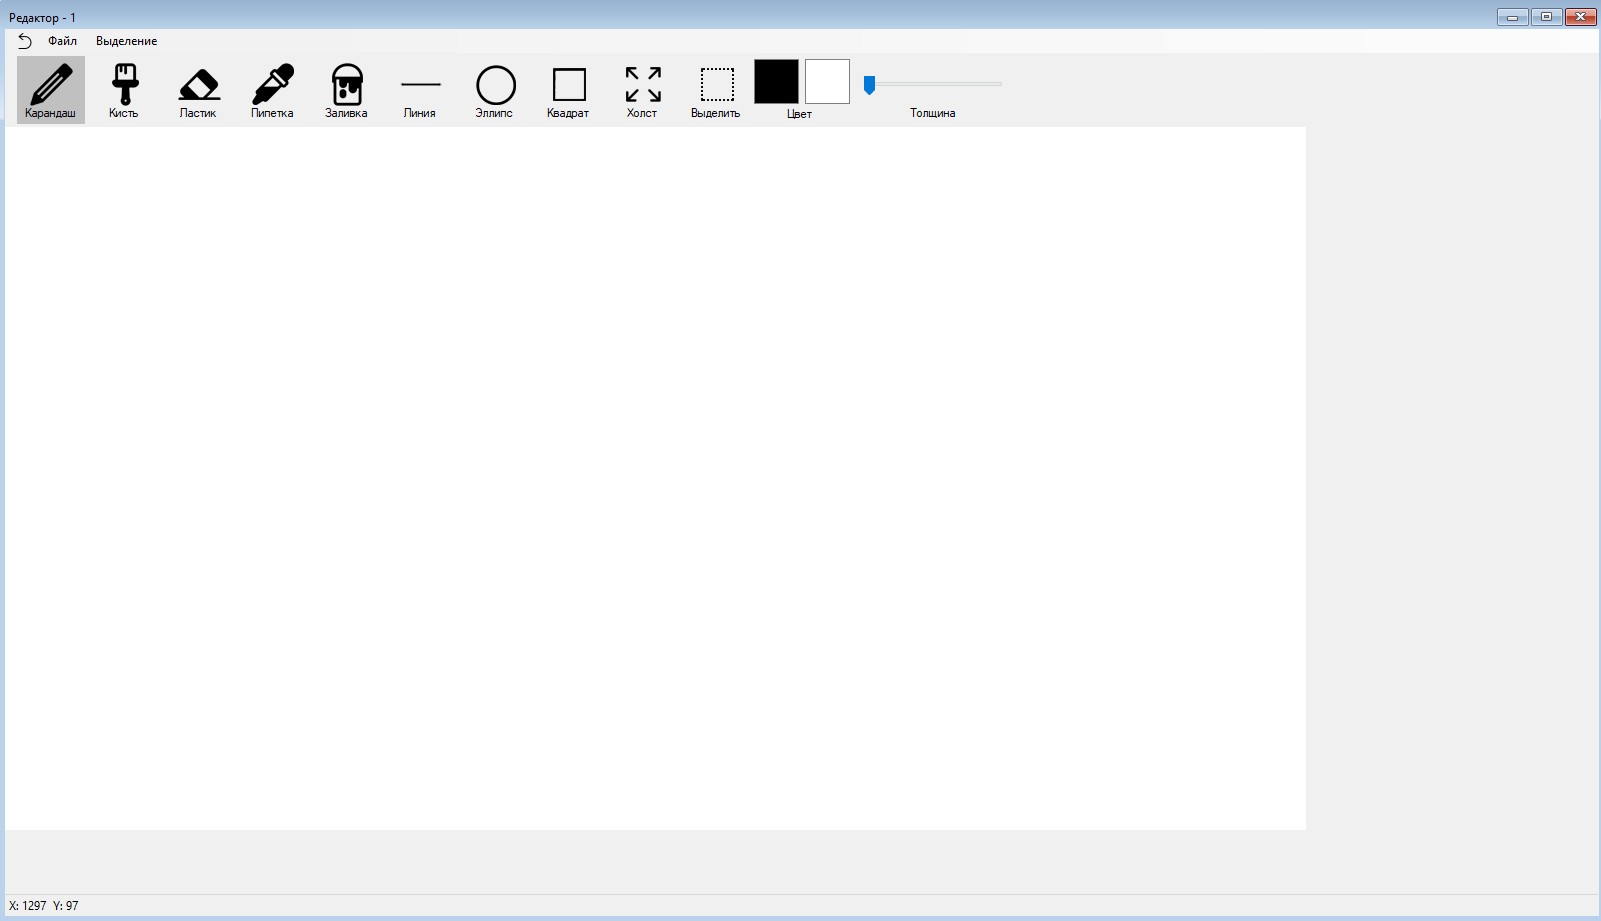 Редактор - 1
Файл Выделение
Карандаш Кисть Ластик Пипетка Заливка Линия Эллипс Квадрат Холст Выделить Цвет Толщина
X: 1297 Y: 97